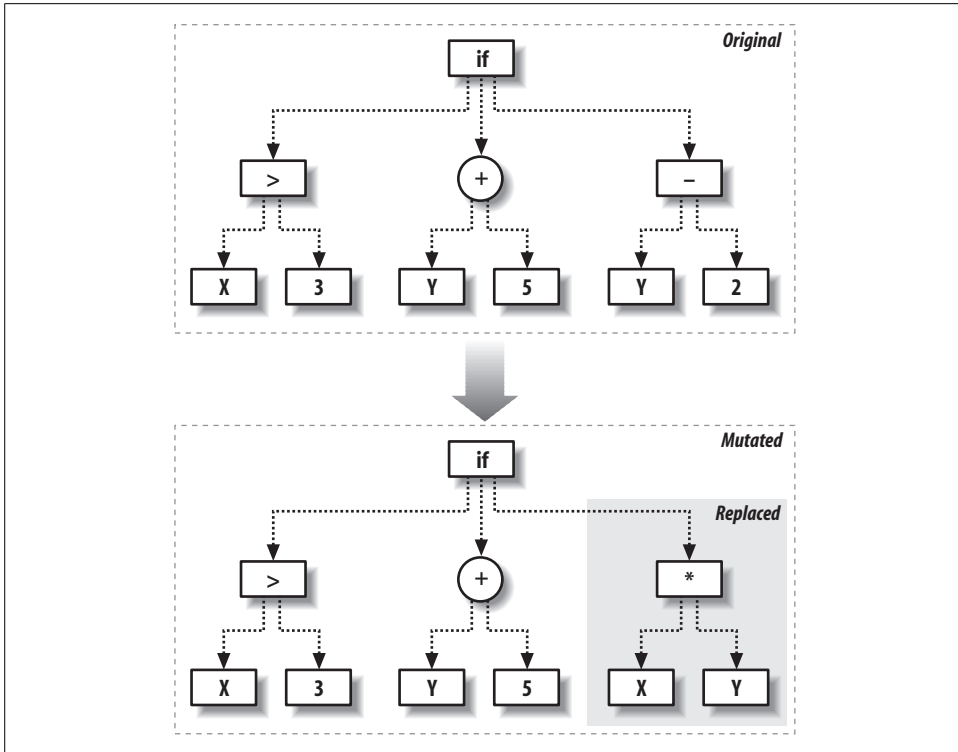 Original
if
> + –
X 3 Y 5 Y 2
Mutated
if
Replaced
> + *
X 3 Y 5 X Y